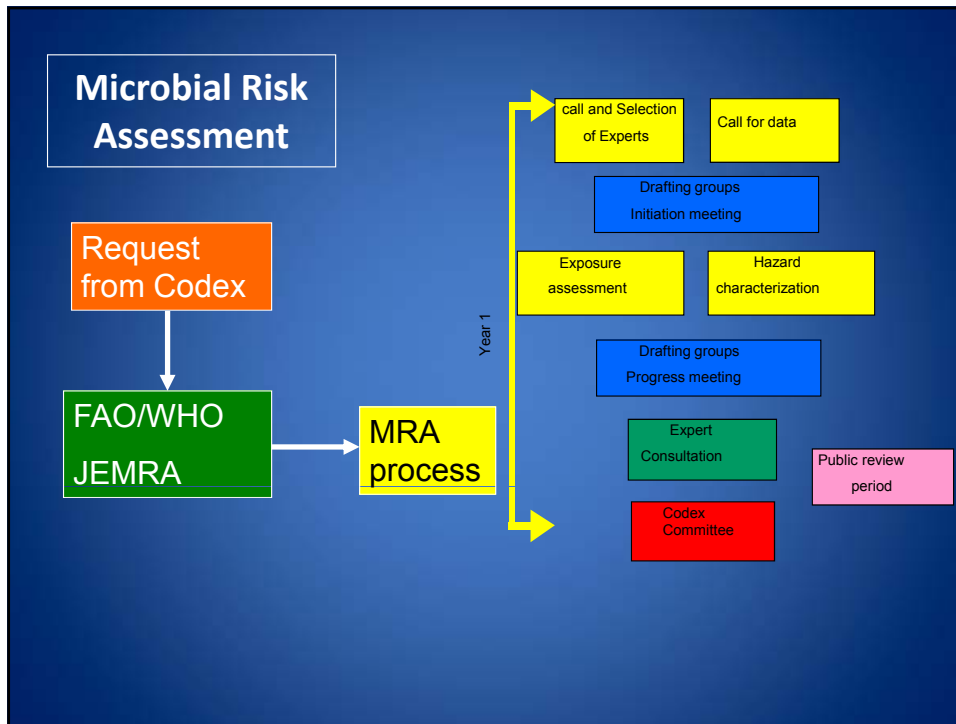 Microbial Risk
Assessment
Request
from Codex
FAO/WHO
JEMRA
MRA
process
Year 1
call and Selection
of Experts
Call for data
Drafting groups
Initiation meeting
Exposure
assessment
Hazard
characterization
Drafting groups
Progress meeting
Expert
Consultation
Public review
period
Codex
Committee